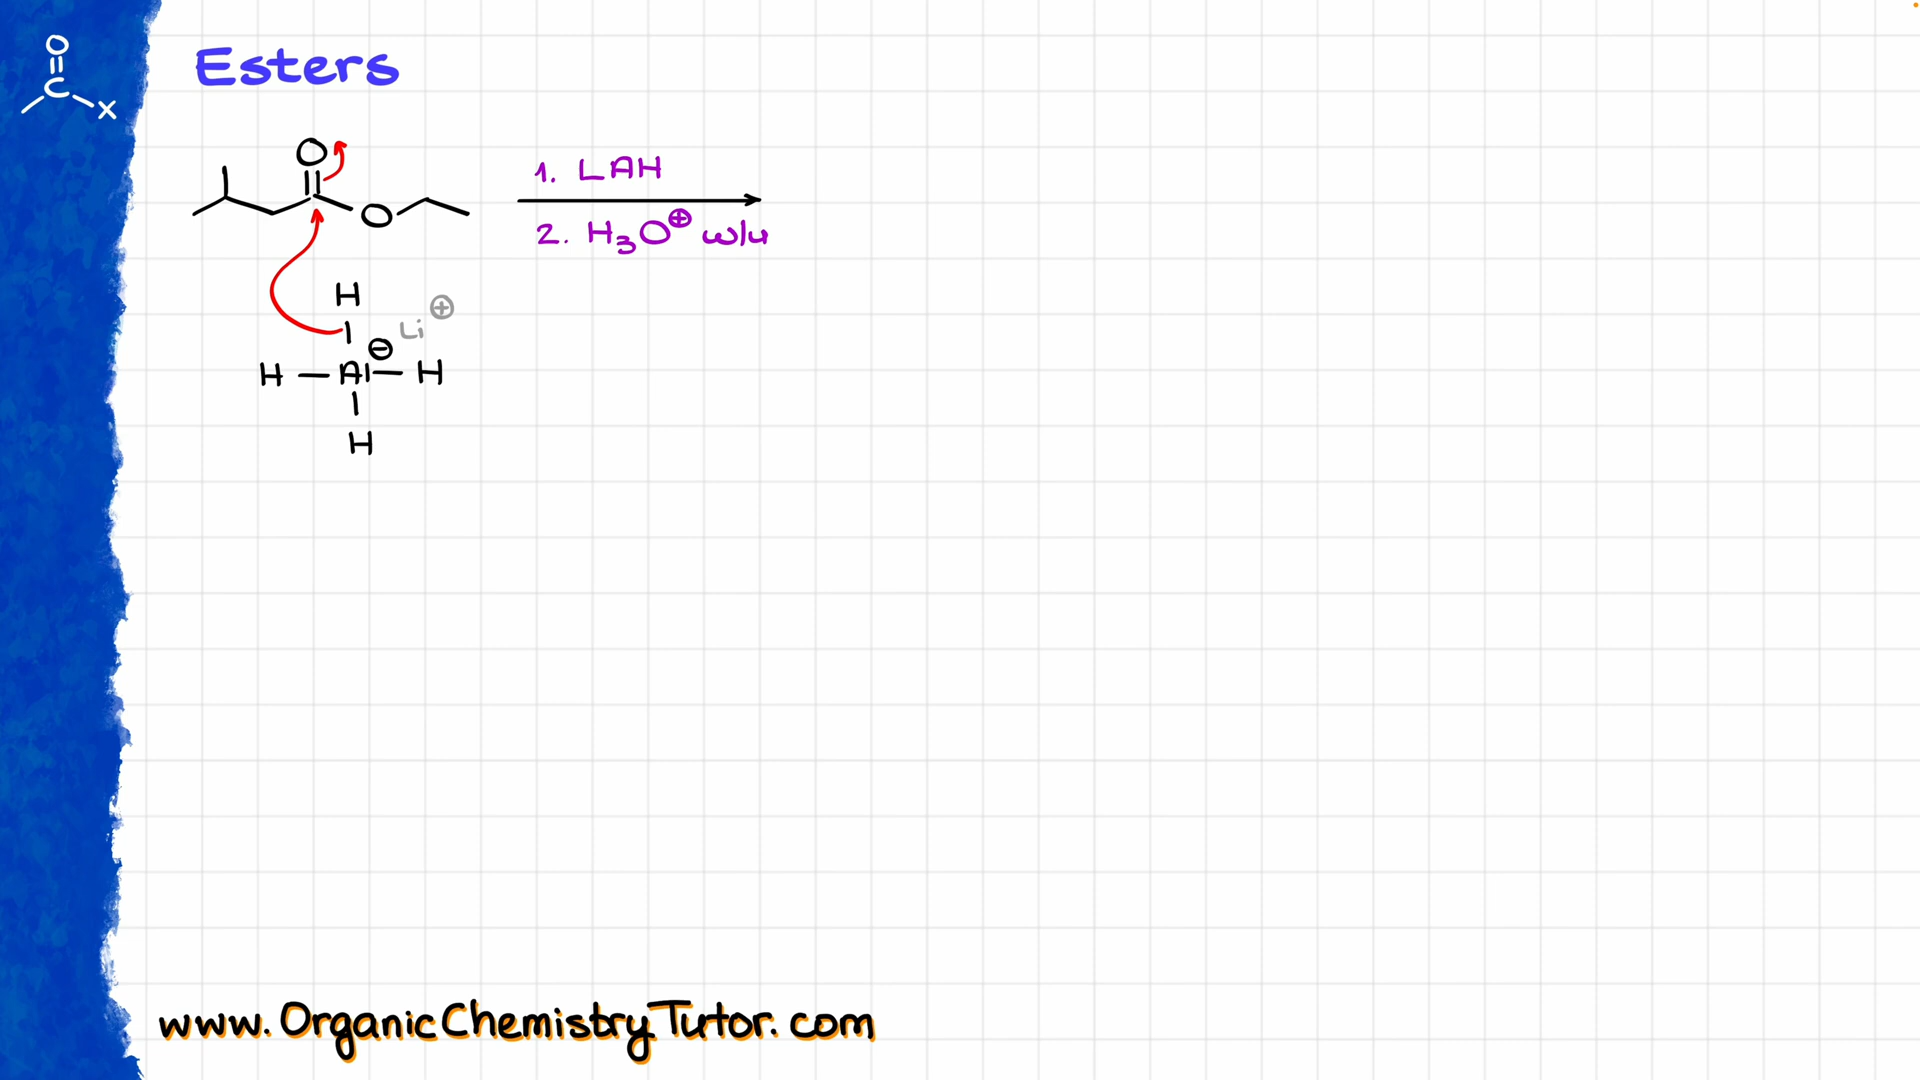 O
C
X
Esters
O
O
1. LAH
2. H₃O⊕ w/u
H
Li ⊕
⊖
H Al H
H
www.OrganicChemistryTutor.com